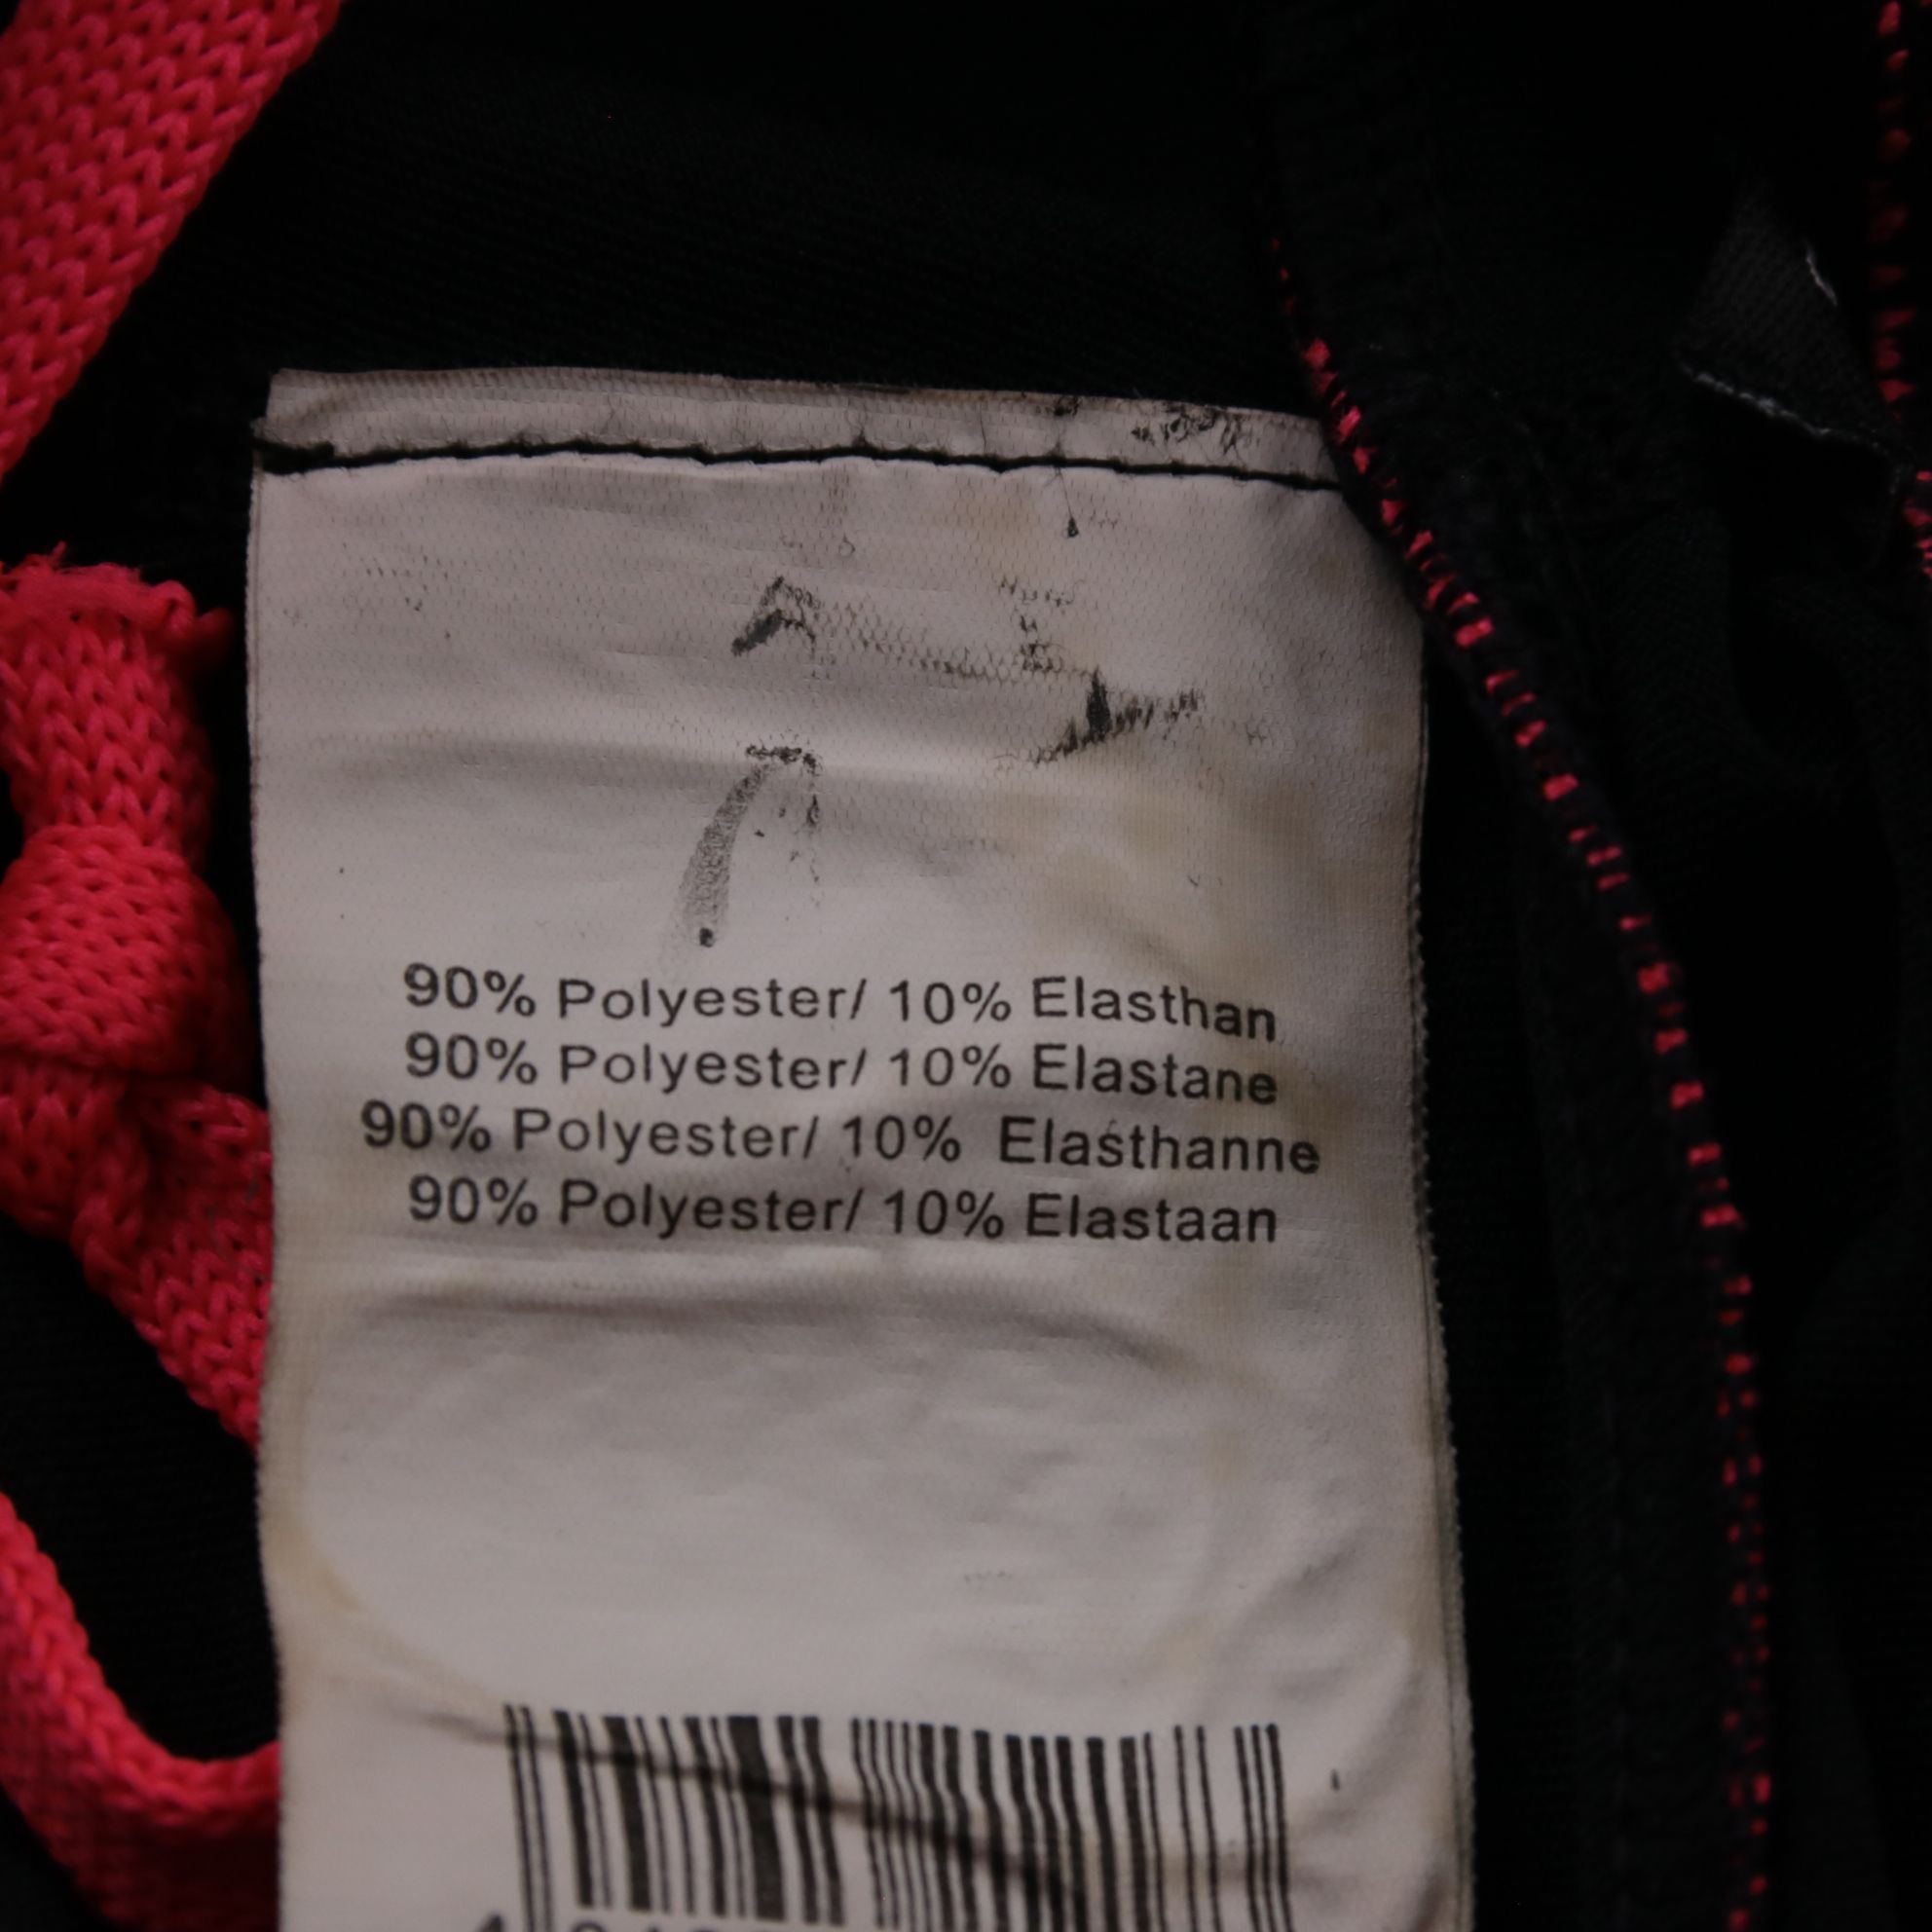 90% Polyester/ 10% Elasthan
90% Polyester/ 10% Elastane
90% Polyester/ 10% Elasthanne
90% Polyester/ 10% Elastaan